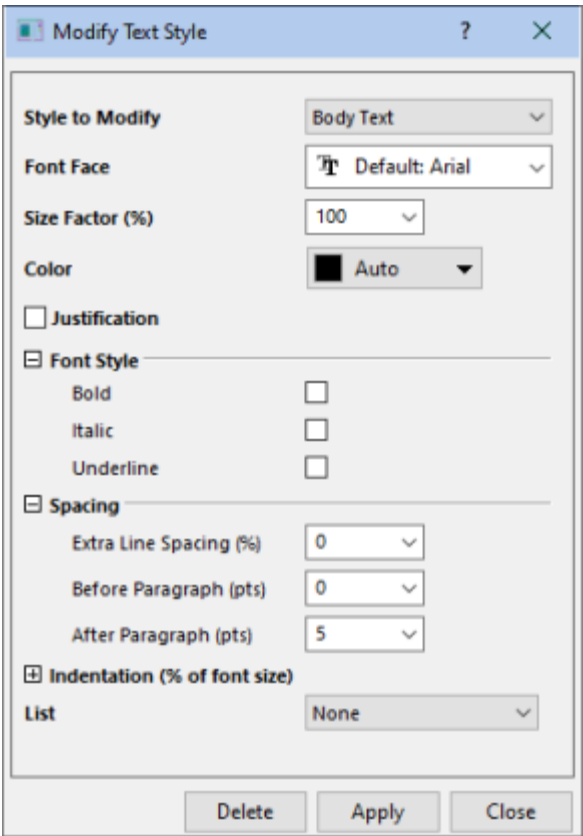 Modify Text Style ?
Style to Modify Body Text
Font Face Default: Arial
Size Factor (%) 100
Color Auto
Justification
Font Style
Bold
Italic
Underline
Spacing
Extra Line Spacing (%) 0
Before Paragraph (pts) 0
After Paragraph (pts) 5
Indentation (% of font size)
List None
Delete Apply Close